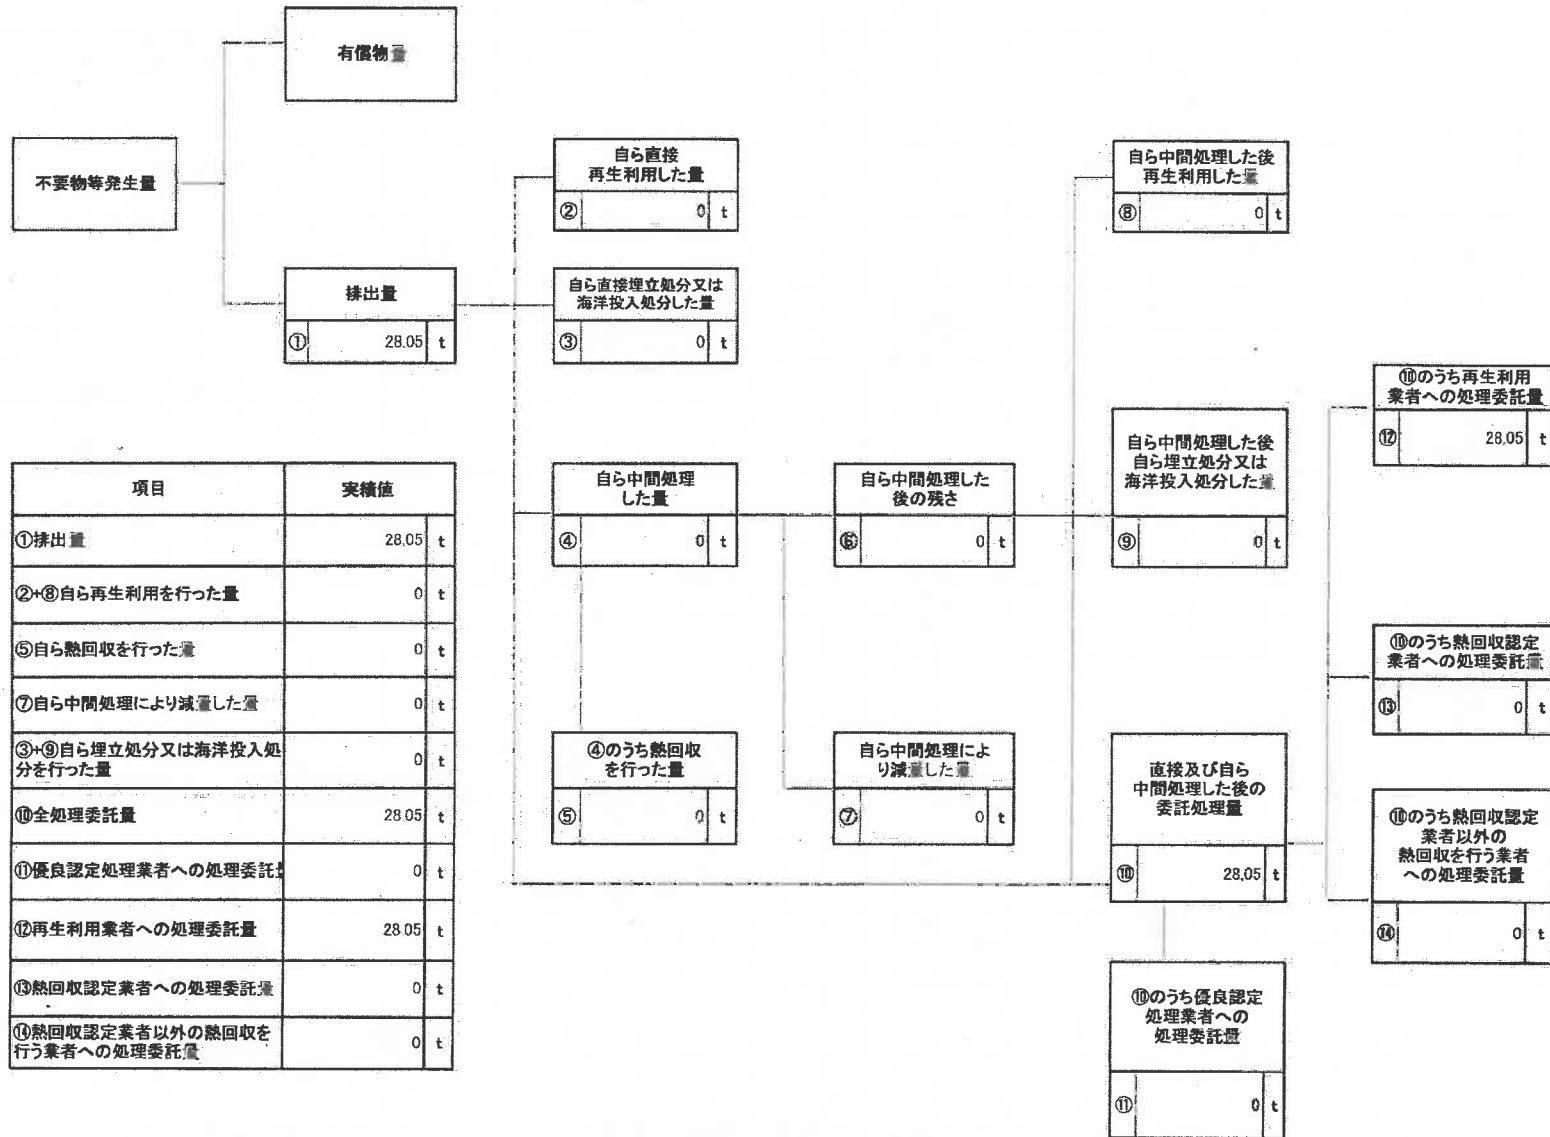 有償物量
不要物等発生量
排出量
① 28.05 t
自ら直接
再生利用した量
② 0 t
自ら直接埋立処分又は
海洋投入処分した量
③ 0 t
自ら中間処理
した量
④ 0 t
④のうち熱回収
を行った量
⑤ 0 t
自ら中間処理した
後の残さ
⑥ 0 t
自ら中間処理によ
り減量した量
⑦ 0 t
自ら中間処理した後
再生利用した量
⑧ 0 t
自ら中間処理した後
自ら埋立処分又は
海洋投入処分した量
⑨ 0 t
直接及び自ら
中間処理した後の
委託処理量
⑩ 28.05 t
⑩のうち優良認定
処理業者への
処理委託量
⑪ 0 t
⑩のうち再生利用
業者への処理委託量
⑫ 28.05 t
⑩のうち熱回収認定
業者への処理委託量
⑬ 0 t
⑩のうち熱回収認定
業者以外の
熱回収を行う業者
への処理委託量
⑭ 0 t
項目 実績値
①排出量 28.05 t
②+⑧自ら再生利用を行った量 0 t
⑤自ら熱回収を行った量 0 t
⑦自ら中間処理により減量した量 0 t
③+⑨自ら埋立処分又は海洋投入処
分を行った量 0 t
⑩全処理委託量 28.05 t
⑪優良認定処理業者への処理委託量 0 t
⑫再生利用業者への処理委託量 28.05 t
⑬熱回収認定業者への処理委託量 0 t
⑭熱回収認定業者以外の熱回収を
行う業者への処理委託量 0 t